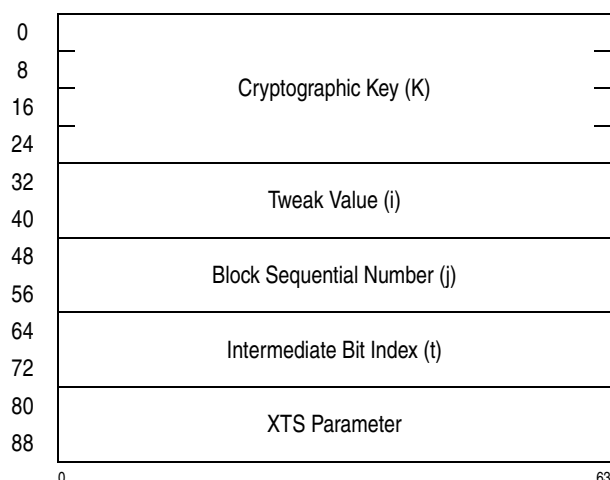 0
8
Cryptographic Key (K)
16
24
32
Tweak Value (i)
40
48
Block Sequential Number (j)
56
64
Intermediate Bit Index (t)
72
80
XTS Parameter
88
0 63